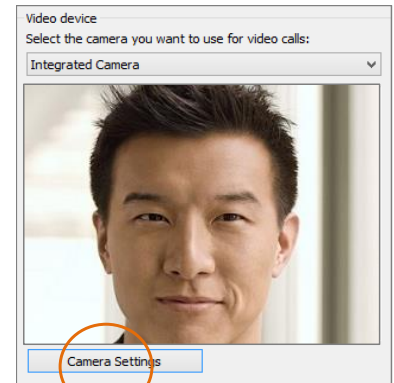 Video device
Select the camera you want to use for video calls:
Integrated Camera
Camera Settings